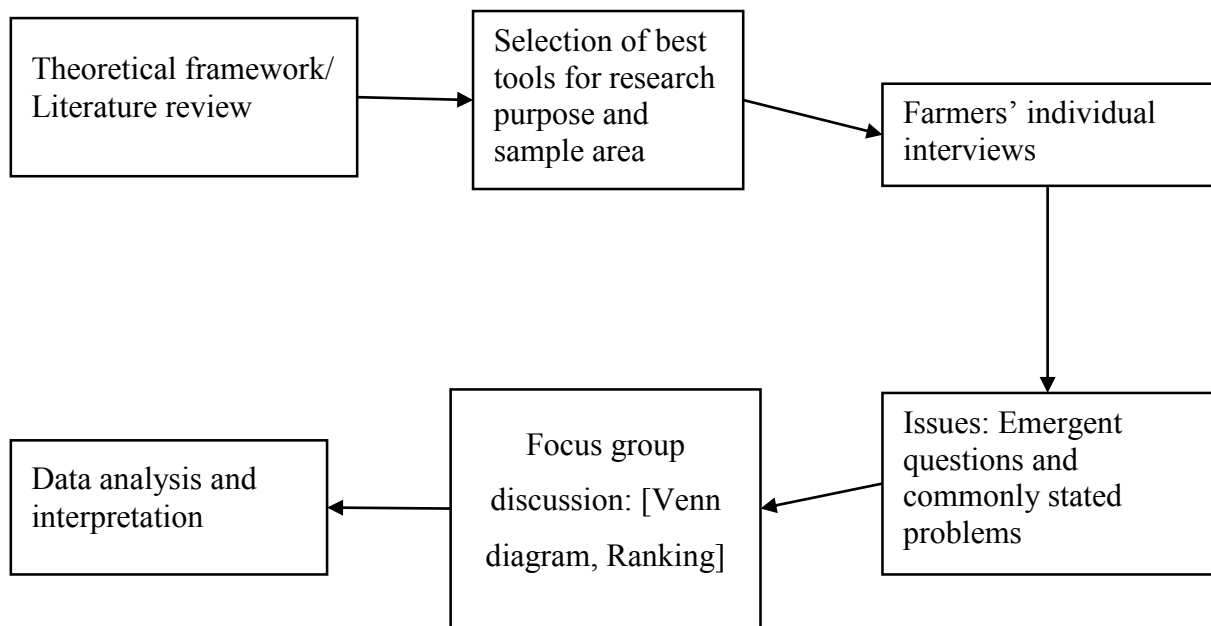 Theoretical framework/
Literature review
Selection of best
tools for research
purpose and
sample area
Farmers’ individual
interviews
Issues: Emergent
questions and
commonly stated
problems
Focus group
discussion: [Venn
diagram, Ranking]
Data analysis and
interpretation